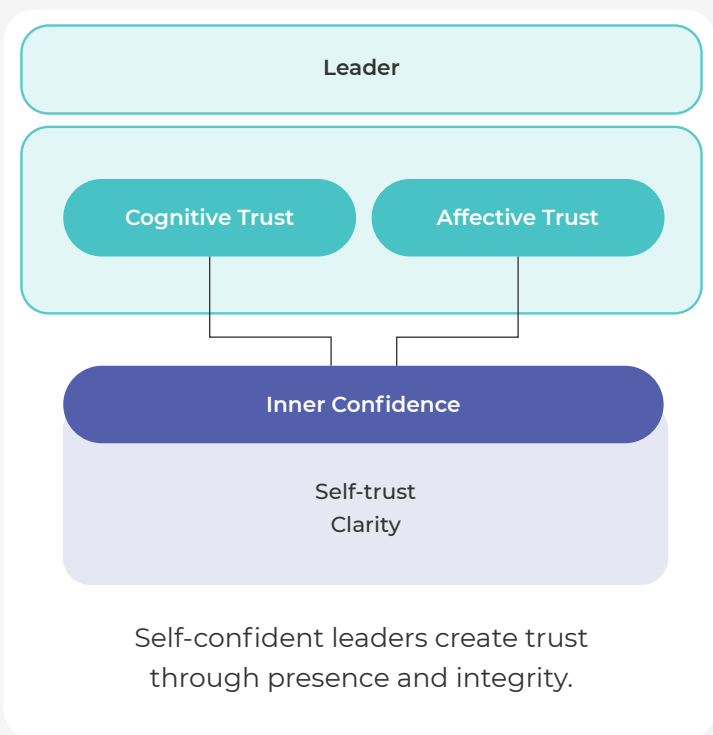 Leader
Cognitive Trust
Affective Trust
Inner Confidence
Self-trust
Clarity
Self-confident leaders create trust
through presence and integrity.